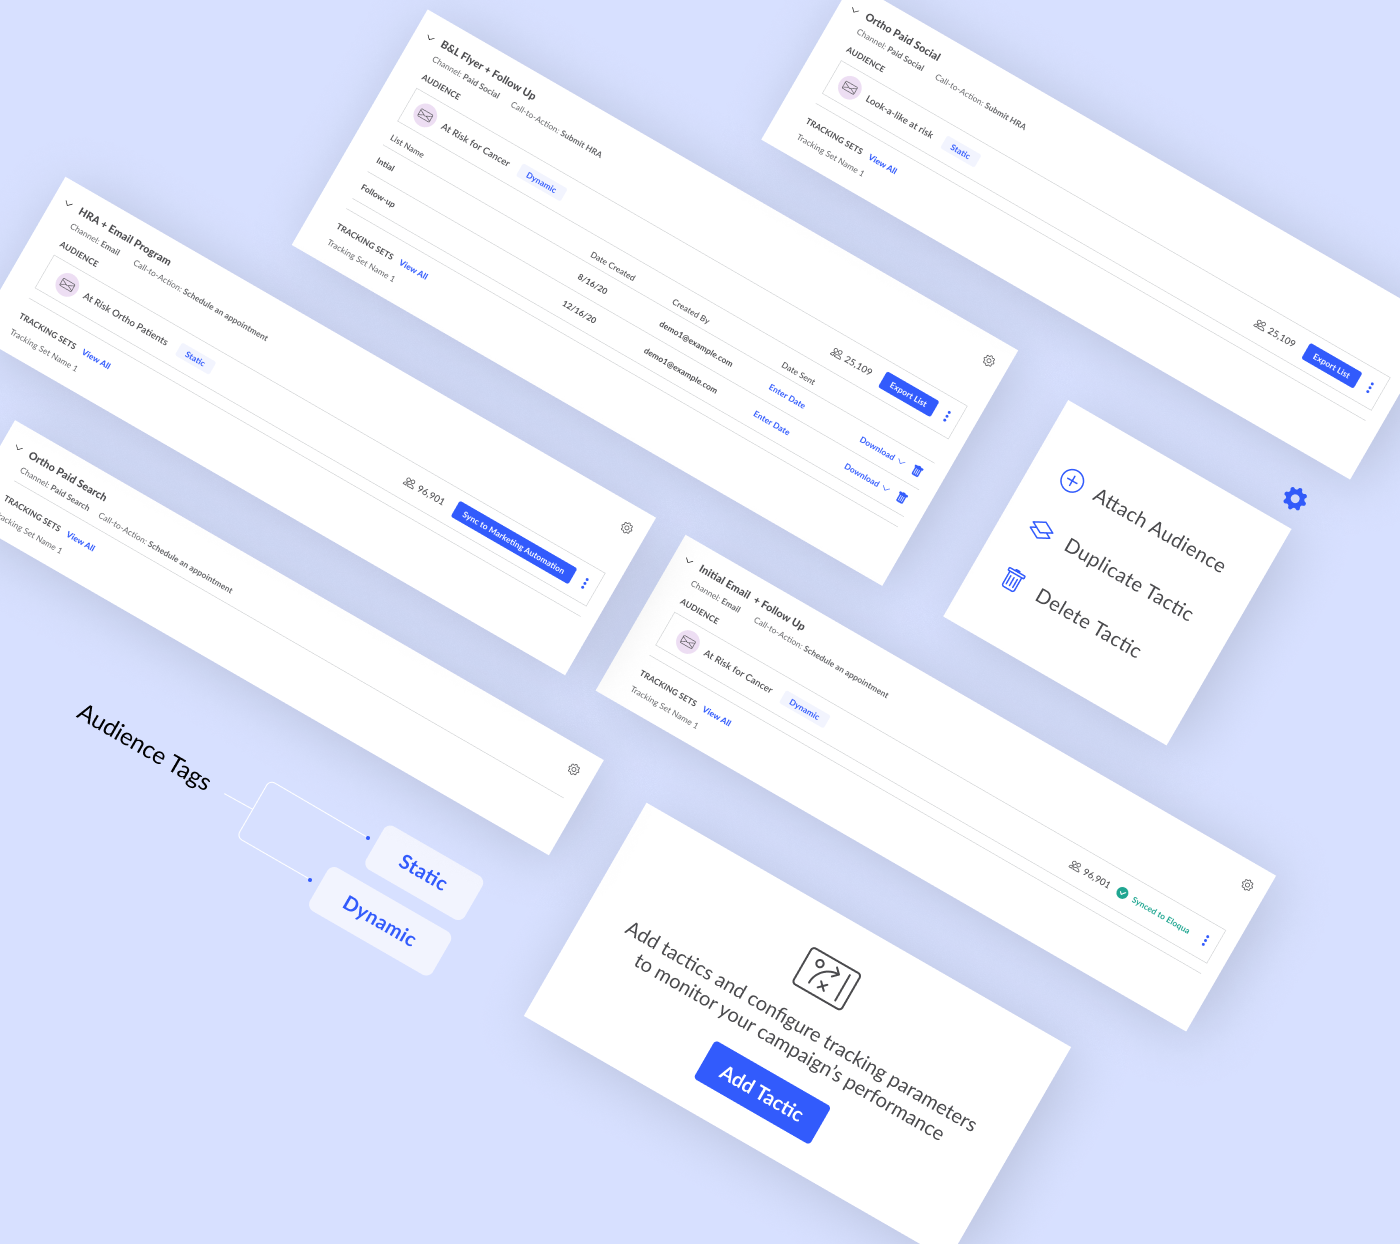 Ortho Paid Social
Channel: Paid Social Call-to-Action: Submit HRA
AUDIENCE
Look-a-like at risk Static 25,109 Export List
TRACKING SETS View All
Tracking Set Name 1
B&L Flyer + Follow Up
Channel: Paid Social Call-to-Action: Submit HRA
AUDIENCE
At Risk for Cancer Dynamic 25,109 Export List
List Name Date Created Created By Date Sent
Intial 8/16/20 demo1@example.com Enter Date Download
Follow-up 12/16/20 demo1@example.com Enter Date Download
TRACKING SETS View All
Tracking Set Name 1
HRA + Email Program
Channel: Email Call-to-Action: Schedule an appointment
AUDIENCE
At Risk Ortho Patients Static 96,901 Sync to Marketing Automation
TRACKING SETS View All
Tracking Set Name 1
Ortho Paid Search
Channel: Paid Search Call-to-Action: Schedule an appointment
TRACKING SETS View All
racking Set Name 1
Attach Audience
Duplicate Tactic
Delete Tactic
Initial Email + Follow Up
Channel: Email Call-to-Action: Schedule an appointment
AUDIENCE
At Risk for Cancer Dynamic 96,901 Synced to Eloqua
TRACKING SETS View All
Tracking Set Name 1
Audience Tags
Static
Dynamic
Add tactics and configure tracking parameters
to monitor your campaign's performance
Add Tactic